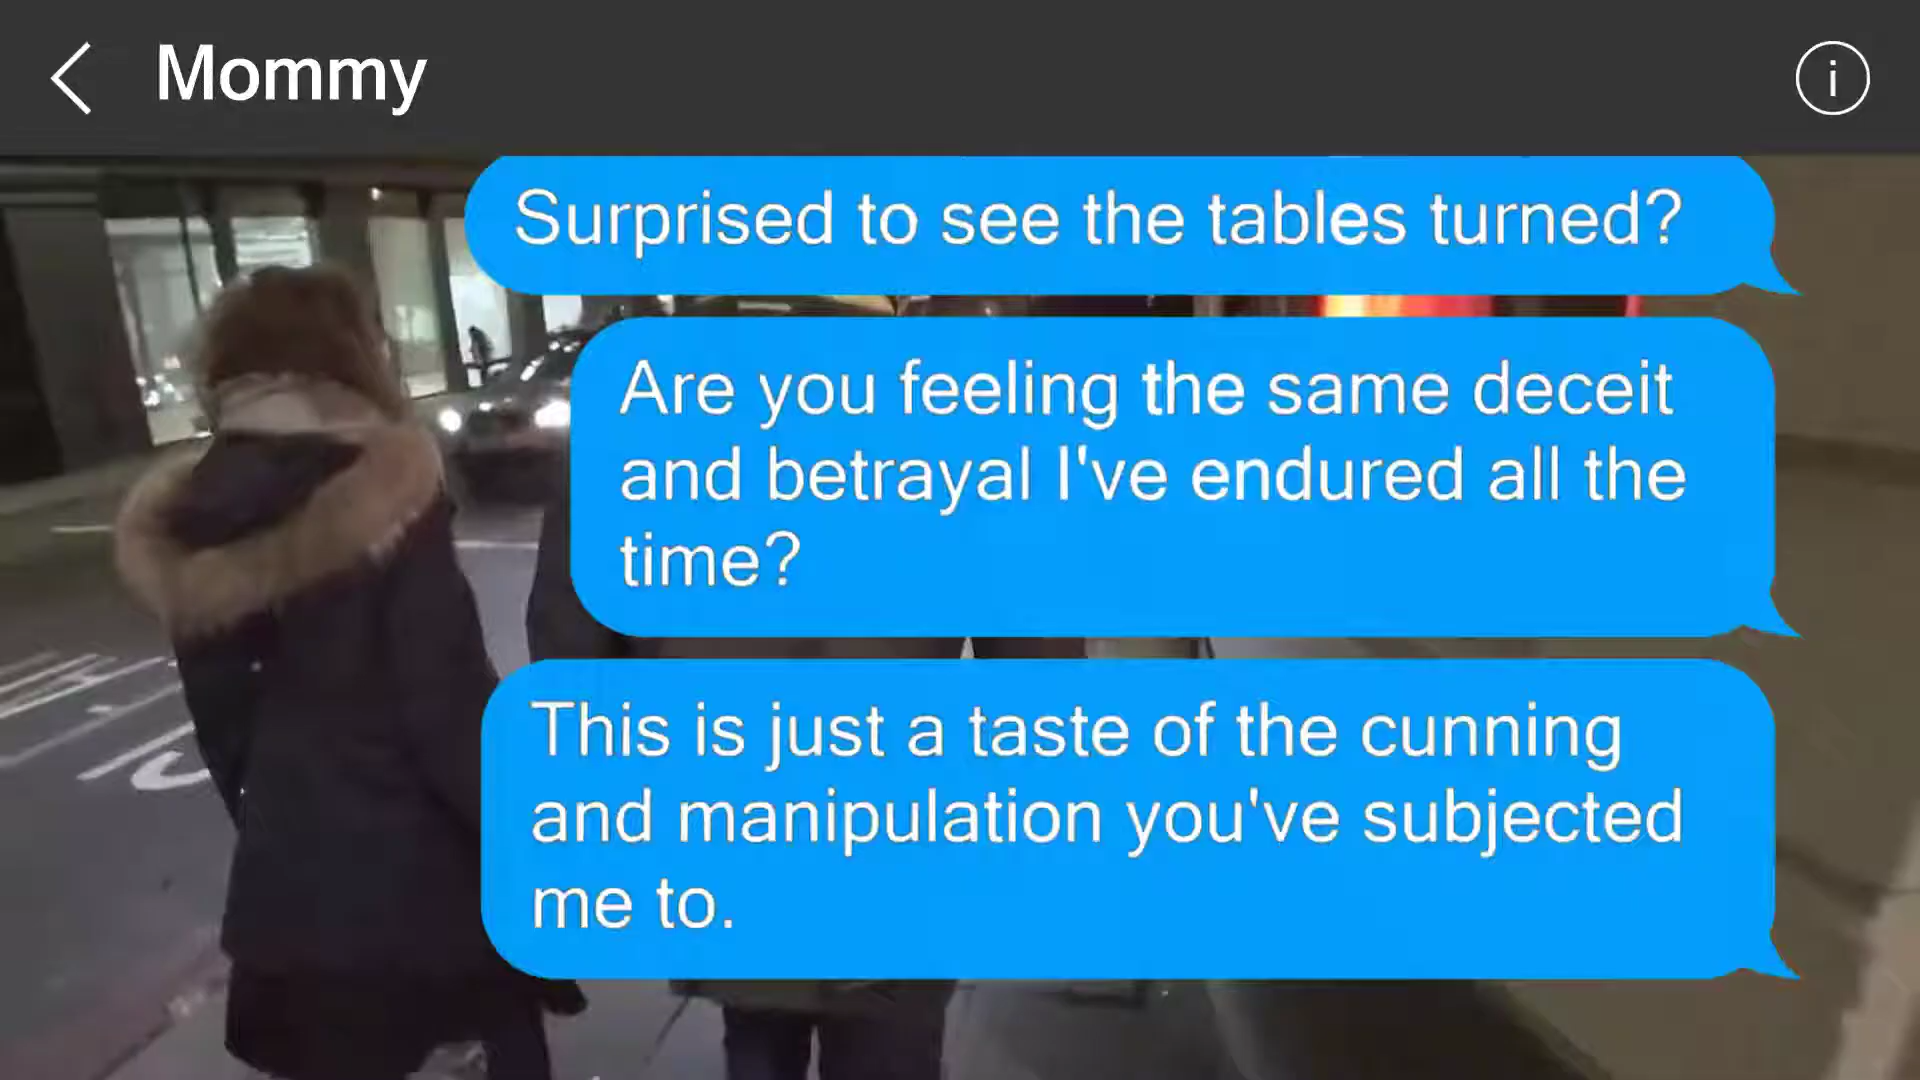 Mommy
Surprised to see the tables turned?
Are you feeling the same deceit
and betrayal I've endured all the
time?
This is just a taste of the cunning
and manipulation you've subjected
me to.